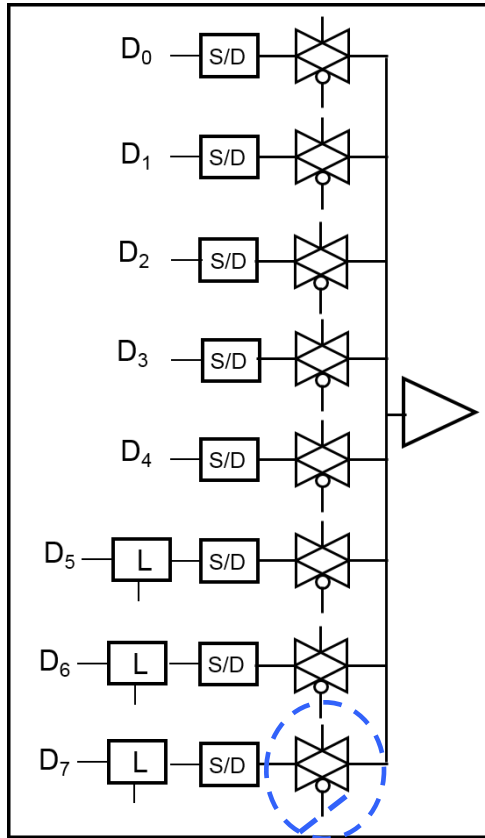 D0 S/D
D1 S/D
D2 S/D
D3 S/D
D4 S/D
D5 L S/D
D6 L S/D
D7 L S/D